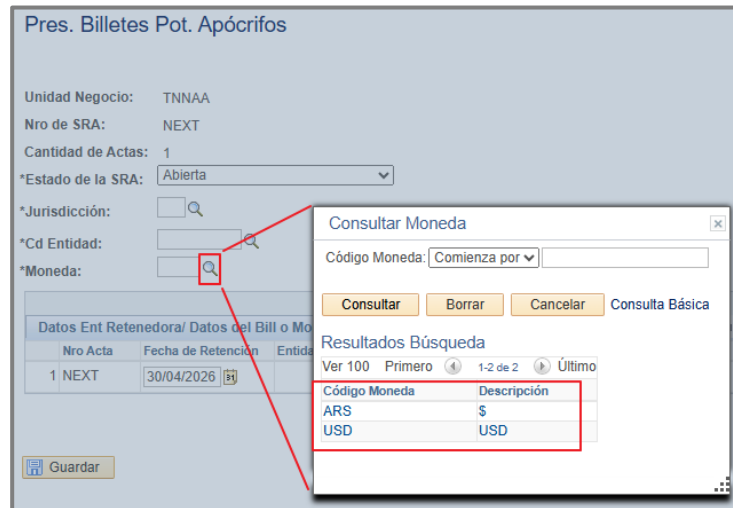 Pres. Billetes Pot. Apócrifos
Unidad Negocio: TNNAA
Nro de SRA: NEXT
Cantidad de Actas: 1
*Estado de la SRA: Abierta
*Jurisdicción:
*Cd Entidad:
*Moneda:
Datos Ent Retenedora/ Datos del Bill o Mo
Nro Acta Fecha de Retención Entida
1 NEXT 30/04/2026
Guardar
Consultar Moneda
Código Moneda: Comienza por
Consultar Borrar Cancelar Consulta Básica
Resultados Búsqueda
Ver 100 Primero 1-2 de 2 Último
Código Moneda Descripción
ARS $
USD USD